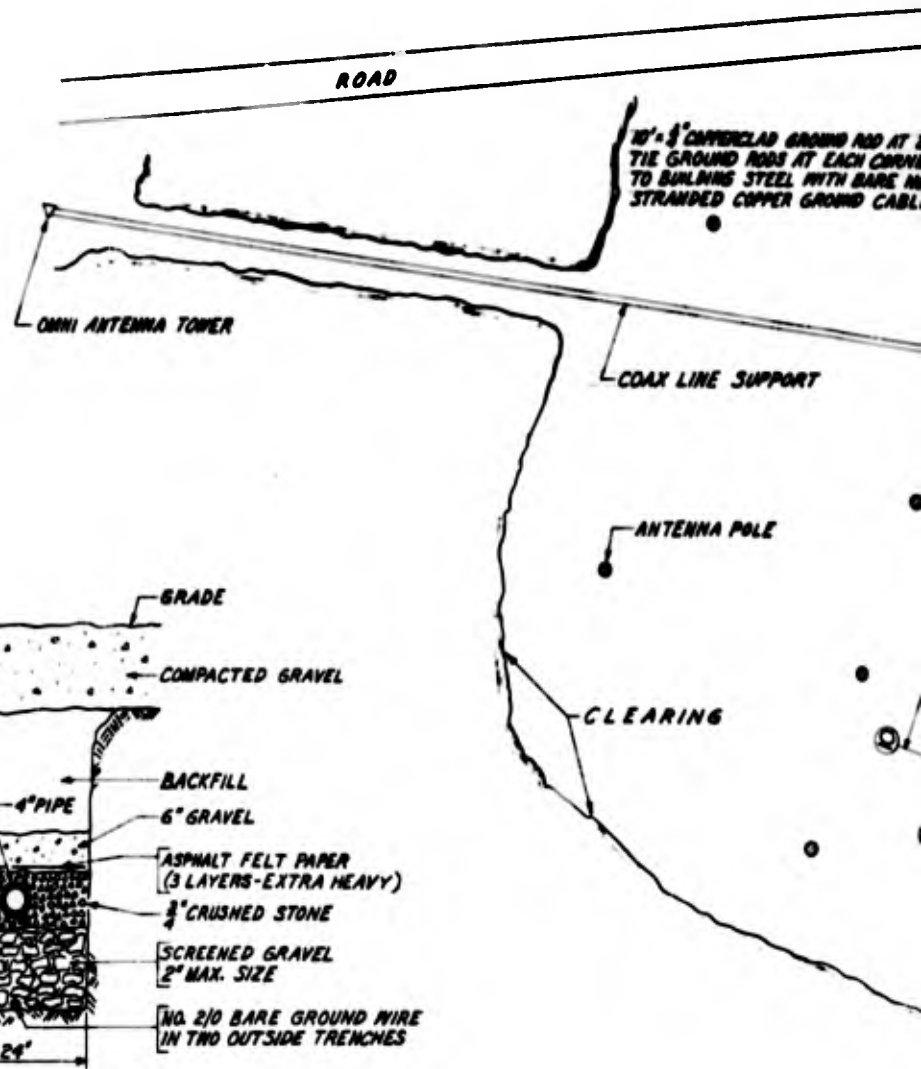 ROAD
10' x 3/4" COPPERCLAD GROUND ROD AT
TIE GROUND RODS AT EACH
TO BUILDING STEEL WITH BARE
STRANDED COPPER GROUND
OMNI ANTENNA TOWER
COAX LINE SUPPORT
ANTENNA POLE
GRADE
COMPACTED GRAVEL
CLEARING
BACKFILL
4" PIPE
6" GRAVEL
ASPHALT FELT PAPER
(3 LAYERS-EXTRA HEAVY)
3/4" CRUSHED STONE
SCREENED GRAVEL
2" MAX. SIZE
NO. 2/0 BARE GROUND WIRE
IN TWO OUTSIDE TRENCHES
24"